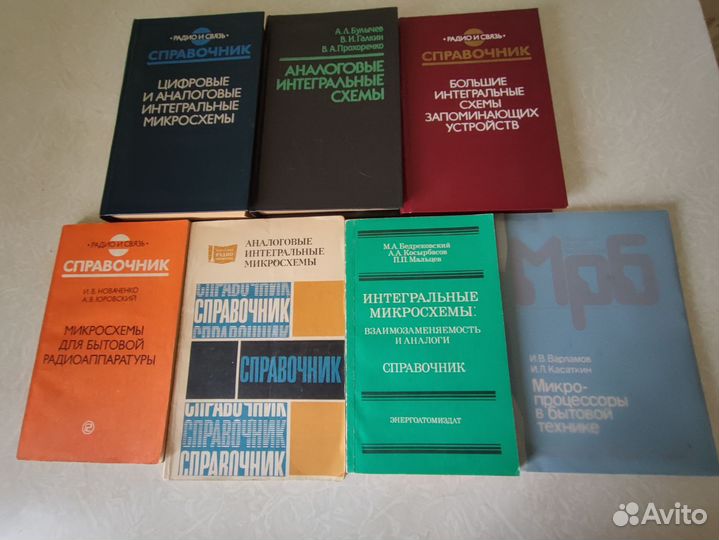 РАДИО И СВЯЗЬ
СПРАВОЧНИК
ЦИФРОВЫЕ
И АНАЛОГОВЫЕ
ИНТЕГРАЛЬНЫЕ
МИКРОСХЕМЫ
А.Л.Булычев
В.И.Галкин
В.А.Прохоренко
АНАЛОГОВЫЕ
ИНТЕГРАЛЬНЫЕ
СХЕМЫ
РАДИО И СВЯЗЬ
СПРАВОЧНИК
БОЛЬШИЕ
ИНТЕГРАЛЬНЫЕ
СХЕМЫ
ЗАПОМИНАЮЩИХ
УСТРОЙСТВ
• РАДИО И СВЯЗЬ •
СПРАВОЧНИК
И.В.НОВАЧЕНКО
А.В.ЮРОВСКИЙ
МИКРОСХЕМЫ
ДЛЯ БЫТОВОЙ
РАДИОАППАРАТУРЫ
2
АНАЛОГОВЫЕ
ИНТЕГРАЛЬНЫЕ
МИКРОСХЕМЫ
СПРАВОЧНИК
СПРАВОЧНИК
СПРАВОЧНИК
СПРАВОЧНИК
СПРАВОЧНИК
СПРАВОЧНИК
СПРАВОЧНИК
М.А.Бедрековский
А.А.Косырбасов
П.П.Мальцев
ИНТЕГРАЛЬНЫЕ
МИКРОСХЕМЫ:
ВЗАИМОЗАМЕНЯЕМОСТЬ
И АНАЛОГИ
СПРАВОЧНИК
ЭНЕРГОАТОМИЗДАТ
Мрб
И.В.Варламов
И.Л.Касаткин
Микро-
процессоры
в бытовой
технике
Avito